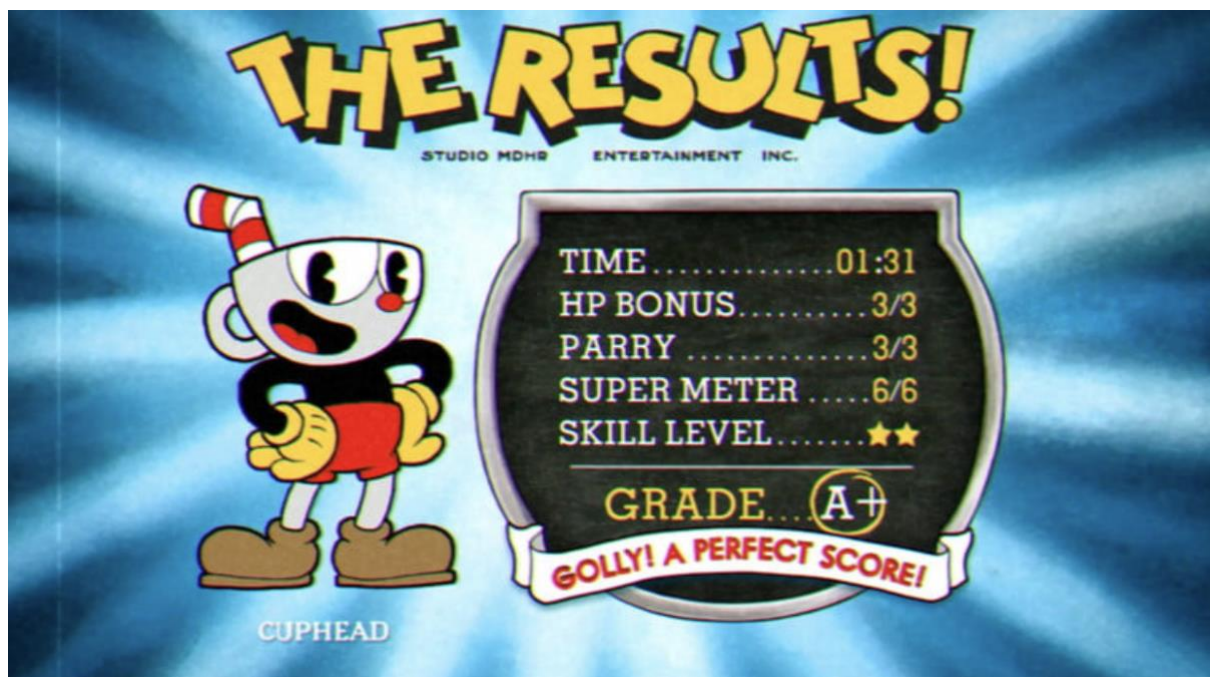 THE RESULTS!
STUDIO MDHR ENTERTAINMENT INC.
TIME..............01:31
HP BONUS..........3/3
PARRY ..............3/3
SUPER METER .....6/6
SKILL LEVEL.......★★
GRADE....A+
GOLLY! A PERFECT SCORE!
CUPHEAD